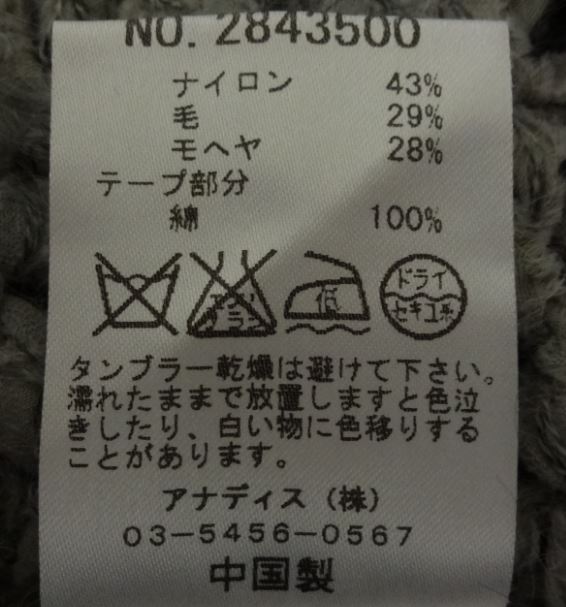 NO. 2843500
ナイロン 43%
毛 29%
モヘヤ 28%
テープ部分
綿 100%
エンソ
サラシ
低
ドライ
セキユ系
タンブラー乾燥は避けて下さい。
濡れたままで放置しますと色泣
きしたり、白い物に色移りする
ことがあります。
アナディス（株）
03-5456-0567
中国製